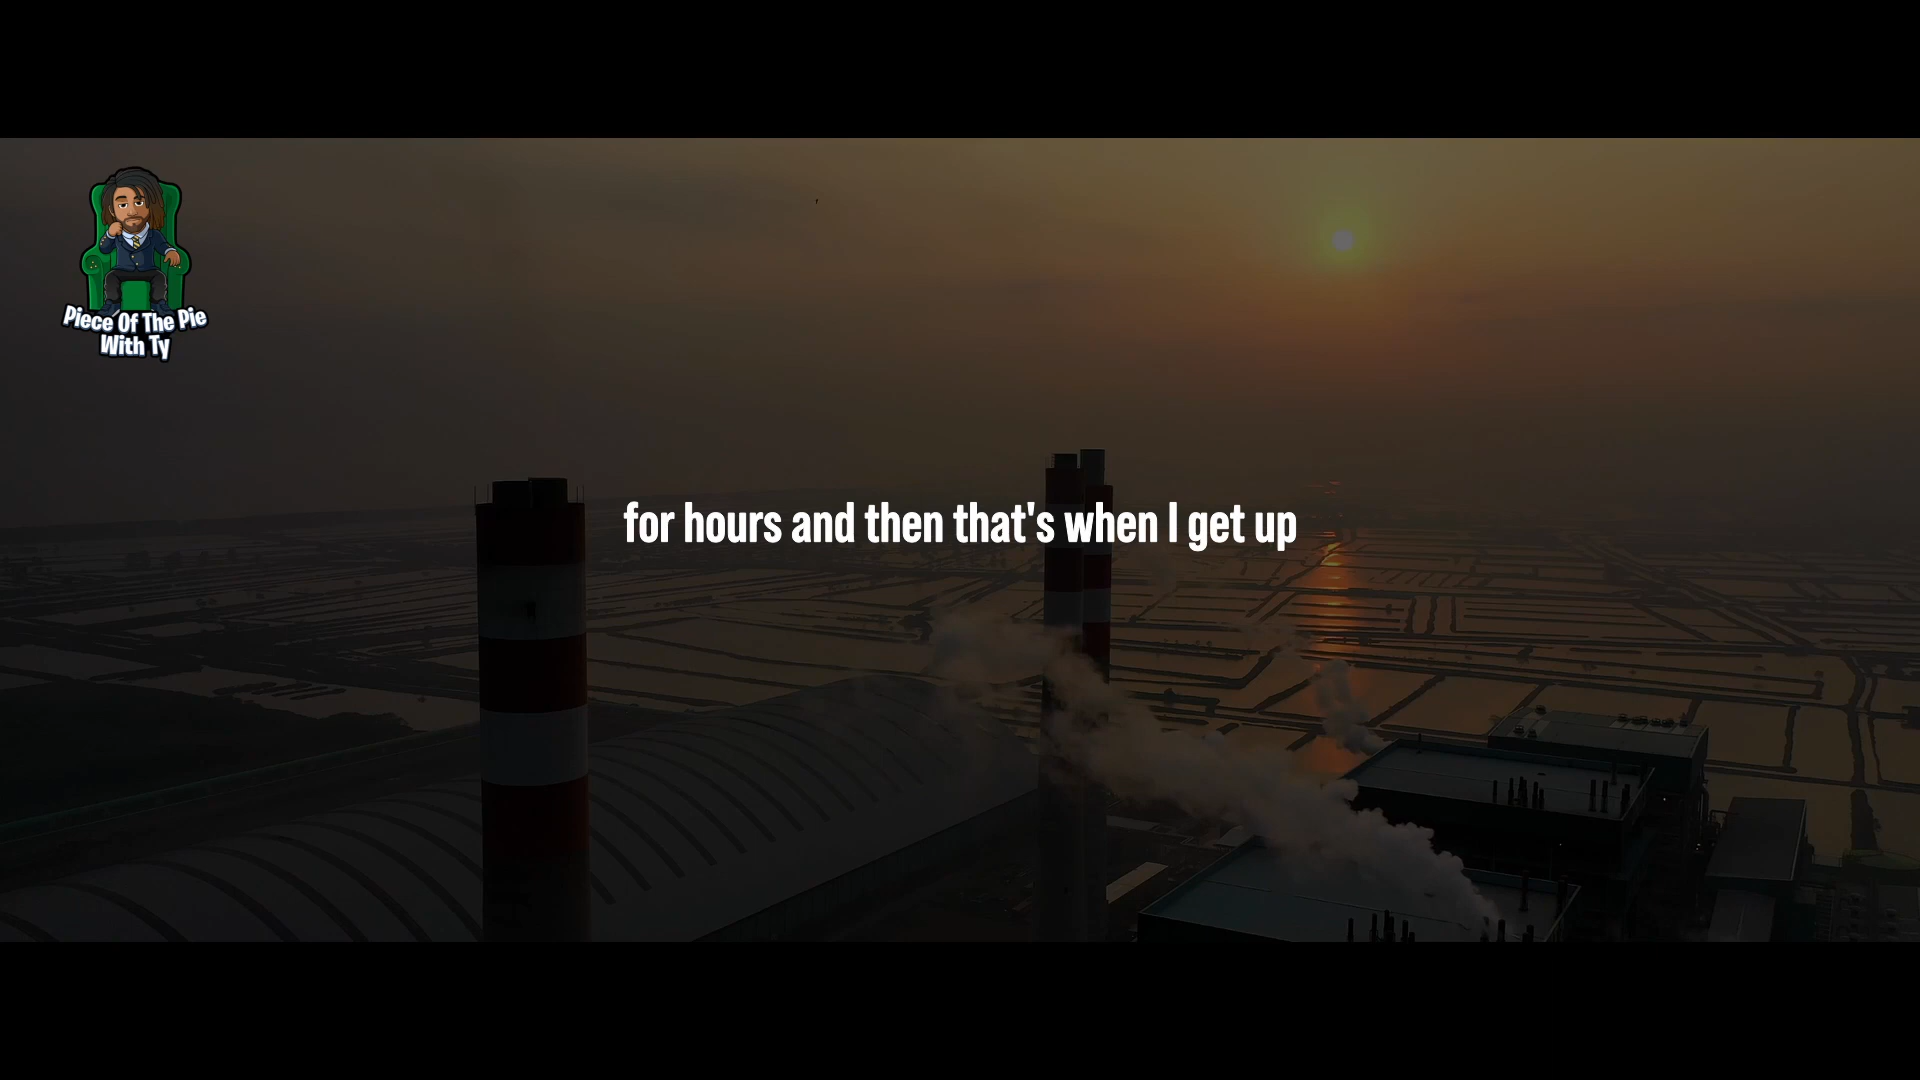 Piece Of The Pie
With Ty
for hours and then that's when I get up